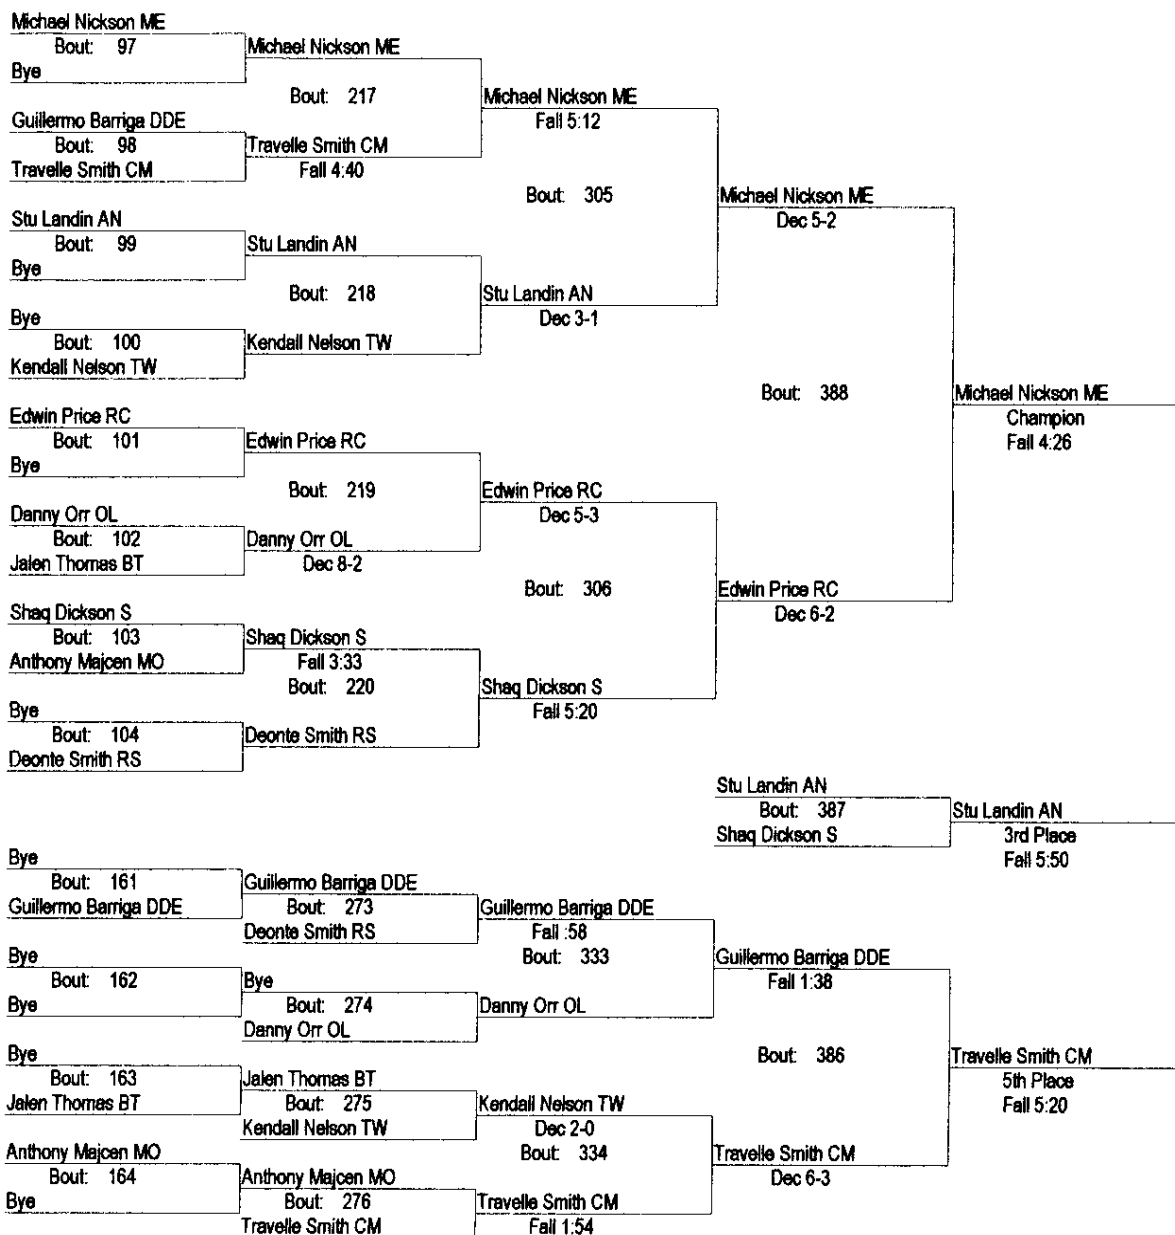 Michael Nickson ME
Bout: 97
Bye
Michael Nickson ME
Bout: 217
Guillermo Barriga DDE
Bout: 98
Travelle Smith CM
Travelle Smith CM
Fall 4:40
Michael Nickson ME
Fall 5:12
Bout: 305
Stu Landin AN
Bout: 99
Bye
Stu Landin AN
Bout: 218
Bye
Bout: 100
Kendall Nelson TW
Kendall Nelson TW
Stu Landin AN
Dec 3-1
Michael Nickson ME
Dec 5-2
Bout: 388
Edwin Price RC
Bout: 101
Bye
Edwin Price RC
Bout: 219
Danny Orr OL
Bout: 102
Jalen Thomas BT
Danny Orr OL
Dec 8-2
Edwin Price RC
Dec 5-3
Bout: 306
Shaq Dickson S
Bout: 103
Anthony Majcen MO
Shaq Dickson S
Fall 3:33
Bout: 220
Bye
Bout: 104
Deonte Smith RS
Deonte Smith RS
Shaq Dickson S
Fall 5:20
Edwin Price RC
Dec 6-2
Michael Nickson ME
Champion
Fall 4:26
Stu Landin AN
Bout: 387
Shaq Dickson S
Stu Landin AN
3rd Place
Fall 5:50
Bye
Bout: 161
Guillermo Barriga DDE
Guillermo Barriga DDE
Bout: 273
Deonte Smith RS
Guillermo Barriga DDE
Fall :58
Bout: 333
Bye
Bout: 162
Bye
Bye
Bout: 274
Danny Orr OL
Danny Orr OL
Guillermo Barriga DDE
Fall 1:38
Bout: 386
Bye
Bout: 163
Jalen Thomas BT
Jalen Thomas BT
Bout: 275
Kendall Nelson TW
Kendall Nelson TW
Dec 2-0
Bout: 334
Anthony Majcen MO
Bout: 164
Bye
Anthony Majcen MO
Bout: 276
Travelle Smith CM
Travelle Smith CM
Fall 1:54
Travelle Smith CM
Dec 6-3
Travelle Smith CM
5th Place
Fall 5:20